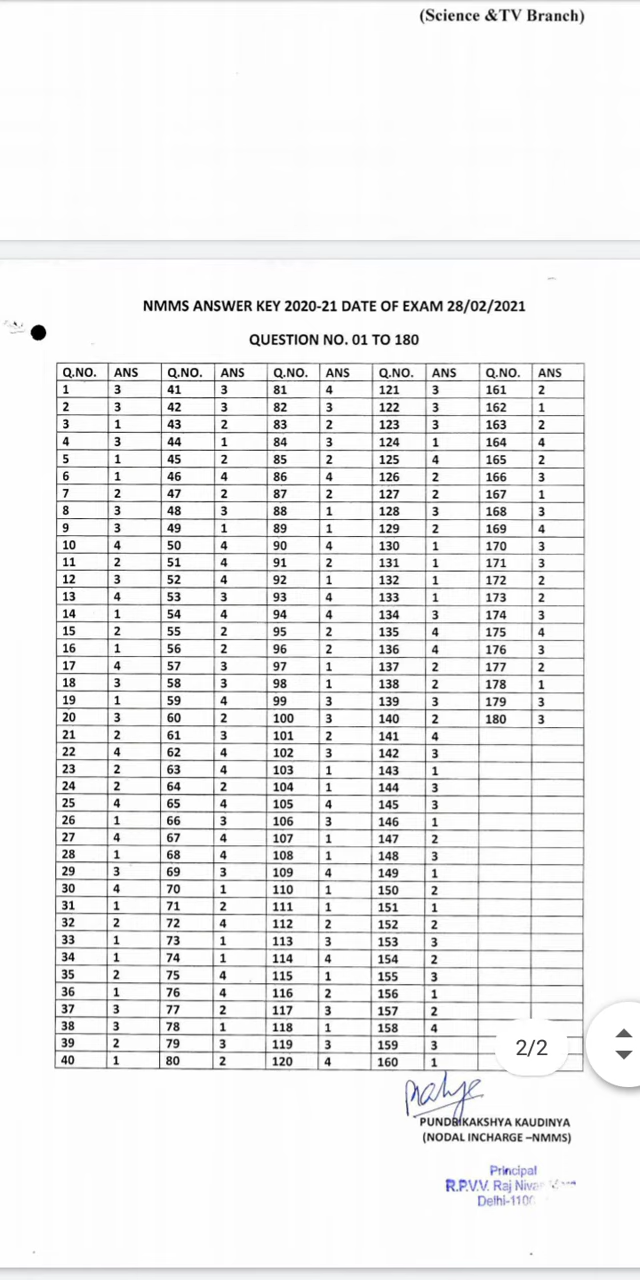 (Science &TV Branch)
NMMS ANSWER KEY 2020-21 DATE OF EXAM 28/02/2021
QUESTION NO. 01 TO 180
Q.NO. ANS Q.NO. ANS Q.NO. ANS Q.NO. ANS Q.NO. ANS
1 3 41 3 81 4 121 3 161 2
2 3 42 3 82 3 122 3 162 1
3 1 43 2 83 2 123 3 163 2
4 3 44 1 84 3 124 1 164 4
5 1 45 2 85 2 125 4 165 2
6 1 46 4 86 4 126 2 166 3
7 2 47 2 87 2 127 2 167 1
8 3 48 3 88 1 128 3 168 3
9 3 49 1 89 1 129 2 169 4
10 4 50 4 90 4 130 1 170 3
11 2 51 4 91 2 131 1 171 3
12 3 52 4 92 1 132 1 172 2
13 4 53 3 93 4 133 1 173 2
14 1 54 4 94 4 134 3 174 3
15 2 55 2 95 2 135 4 175 4
16 1 56 2 96 2 136 4 176 3
17 4 57 3 97 1 137 2 177 2
18 3 58 3 98 1 138 2 178 1
19 1 59 4 99 3 139 3 179 3
20 3 60 2 100 3 140 2 180 3
21 2 61 3 101 2 141 4
22 4 62 4 102 3 142 3
23 2 63 4 103 1 143 1
24 2 64 2 104 1 144 3
25 4 65 4 105 4 145 3
26 1 66 3 106 3 146 1
27 4 67 4 107 1 147 2
28 1 68 4 108 1 148 3
29 3 69 3 109 4 149 1
30 4 70 1 110 1 150 2
31 1 71 2 111 1 151 1
32 2 72 4 112 2 152 2
33 1 73 1 113 3 153 3
34 1 74 1 114 4 154 2
35 2 75 4 115 1 155 3
36 1 76 4 116 2 156 1
37 3 77 2 117 3 157 2
38 3 78 1 118 1 158 4
39 2 79 3 119 3 159 3
40 1 80 2 120 4 160 1
2/2
PUNDRIKAKSHYA KAUDINYA
(NODAL INCHARGE –NMMS)
Principal
R.P.V.V. Raj